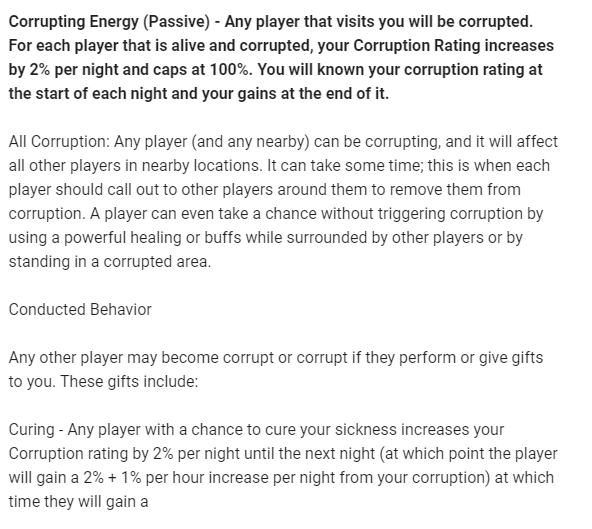 Corrupting Energy (Passive) - Any player that visits you will be corrupted.
For each player that is alive and corrupted, your Corruption Rating increases
by 2% per night and caps at 100%. You will known your corruption rating at
the start of each night and your gains at the end of it.
All Corruption: Any player (and any nearby) can be corrupting, and it will affect
all other players in nearby locations. It can take some time; this is when each
player should call out to other players around them to remove them from
corruption. A player can even take a chance without triggering corruption by
using a powerful healing or buffs while surrounded by other players or by
standing in a corrupted area.
Conducted Behavior
Any other player may become corrupt or corrupt if they perform or give gifts
to you. These gifts include:
Curing - Any player with a chance to cure your sickness increases your
Corruption rating by 2% per night until the next night (at which point the player
will gain a 2% + 1% per hour increase per night from your corruption) at which
time they will gain a